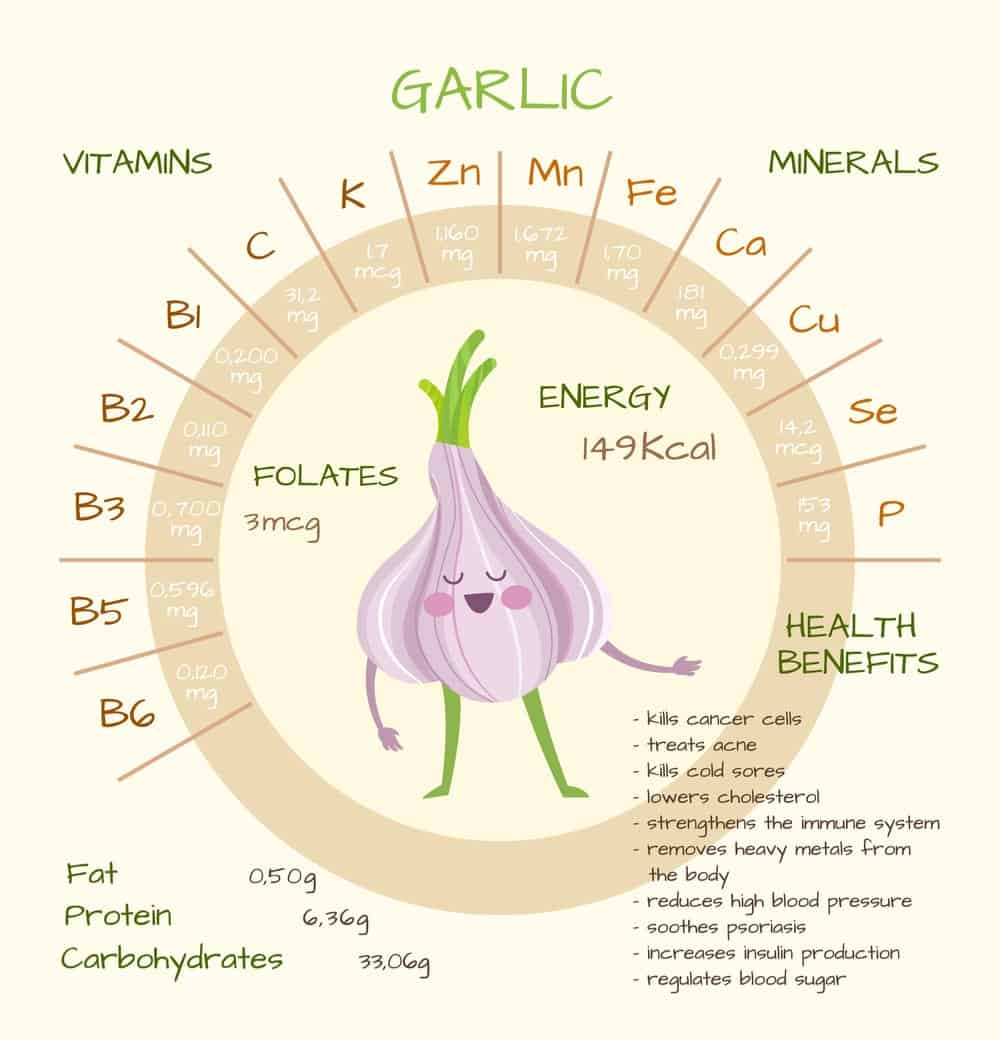 GARLIC
VITAMINS
B6
0,120
mg
B5
0,596
mg
B3
0,700
mg
B2
0,110
mg
B1
0,200
mg
C
31,2
mg
K
1,7
mcg
MINERALS
Zn
1,160
mg
Mn
1,672
mg
Fe
1,70
mg
Ca
181
mg
Cu
0,299
mg
Se
14,2
mcg
P
153
mg
ENERGY
149Kcal
FOLATES
3mcg
HEALTH
BENEFITS
- kills cancer cells
- treats acne
- kills cold sores
- lowers cholesterol
- strengthens the immune system
- removes heavy metals from
the body
- reduces high blood pressure
- soothes psoriasis
- increases insulin production
- regulates blood sugar
Fat 0,50g
Protein 6,36g
Carbohydrates 33,06g